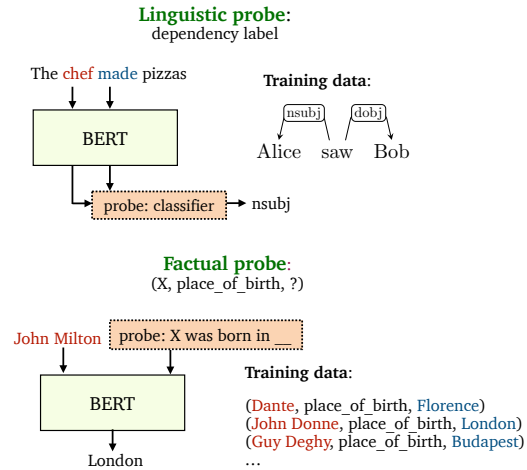 Linguistic probe:
dependency label
The chef made pizzas
BERT
probe: classifier
nsubj
Training data:
nsubj dobj
Alice saw Bob
Factual probe:
(X, place_of_birth, ?)
John Milton
probe: X was born in __
BERT
London
Training data:
(Dante, place_of_birth, Florence)
(John Donne, place_of_birth, London)
(Guy Deghy, place_of_birth, Budapest)
...